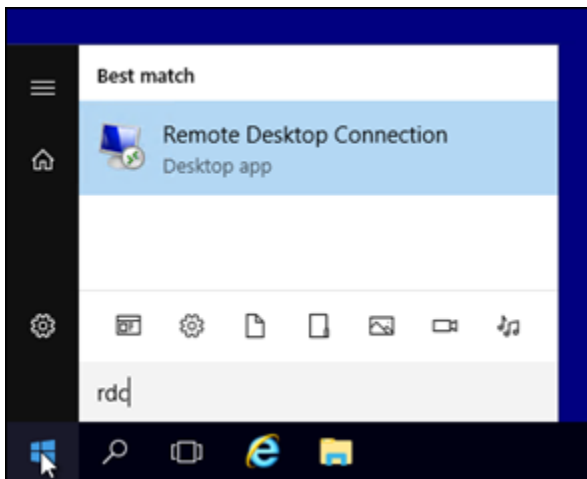 Best match
Remote Desktop Connection
Desktop app
rdc